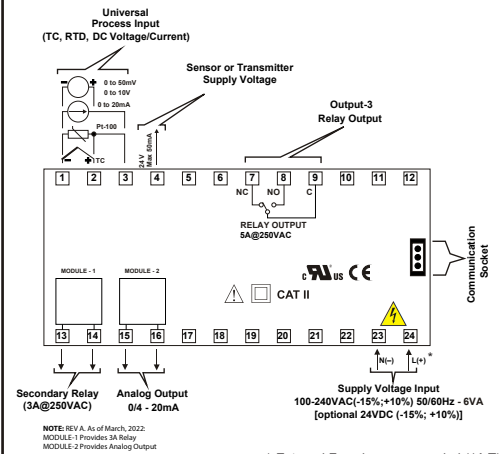 Universal
Process Input
(TC, RTD, DC Voltage/Current)
Sensor or Transmitter
Supply Voltage
0 to 50mV
0 to 10V
0 to 20mA
Pt-100
TC
24 V
Max 50mA
Output-3
Relay Output
1 2 3 4 5 6 7 8 9 10 11 12
NC NO C
RELAY OUTPUT
5A@250VAC
Communication
Socket
MODULE - 1 MODULE - 2
c RU us CE
CAT II
13 14 15 16 17 18 19 20 21 22 23 24
N(–) L(+) *
Secondary Relay
(3A@250VAC)
Analog Output
0/4 - 20mA
Supply Voltage Input
100-240VAC(-15%;+10%) 50/60Hz - 6VA
[optional 24VDC (-15%; +10%)]
NOTE: REV A. As of March, 2022:
MODULE-1 Provides 3A Relay
MODULE-2 Provides Analog Output